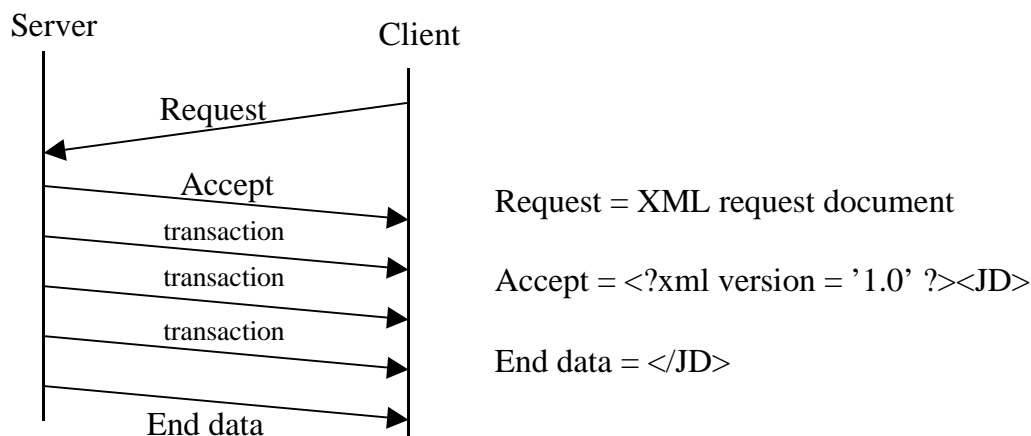 Server
Client
Request
Accept
transaction
transaction
transaction
End data
Request = XML request document
Accept = <?xml version = ’1.0’ ?><JD>
End data = </JD>